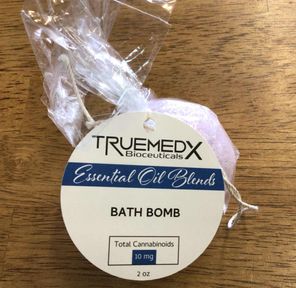 TRUEMEDX
Bioceuticals
Essential Oil Blends
BATH BOMB
Total Cannabinoids
10 mg
2 oz